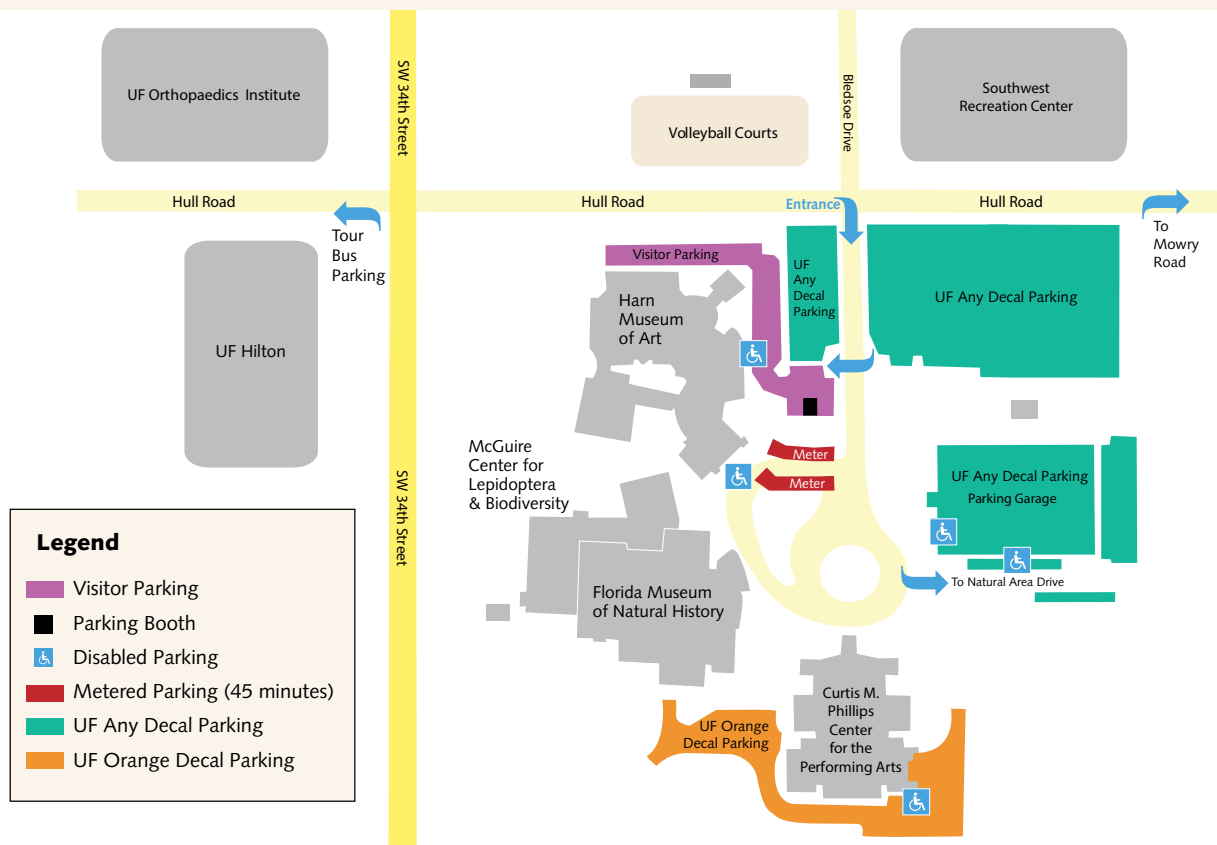 UF Orthopaedics Institute
SW 34th Street
Volleyball Courts
Bledsoe Drive
Southwest
Recreation Center
Hull Road
Hull Road
Entrance
Hull Road
Tour
Bus
Parking
To
Mowry
Road
Visitor Parking
UF
Any
Decal
Parking
UF Any Decal Parking
Harn
Museum
of Art
UF Hilton
McGuire
Center for
Lepidoptera
& Biodiversity
Meter
Meter
SW 34th Street
UF Any Decal Parking
Parking Garage
To Natural Area Drive
Florida Museum
of Natural History
Curtis M.
Phillips
Center
for the
Performing Arts
UF Orange
Decal Parking
Legend
Visitor Parking
Parking Booth
Disabled Parking
Metered Parking (45 minutes)
UF Any Decal Parking
UF Orange Decal Parking